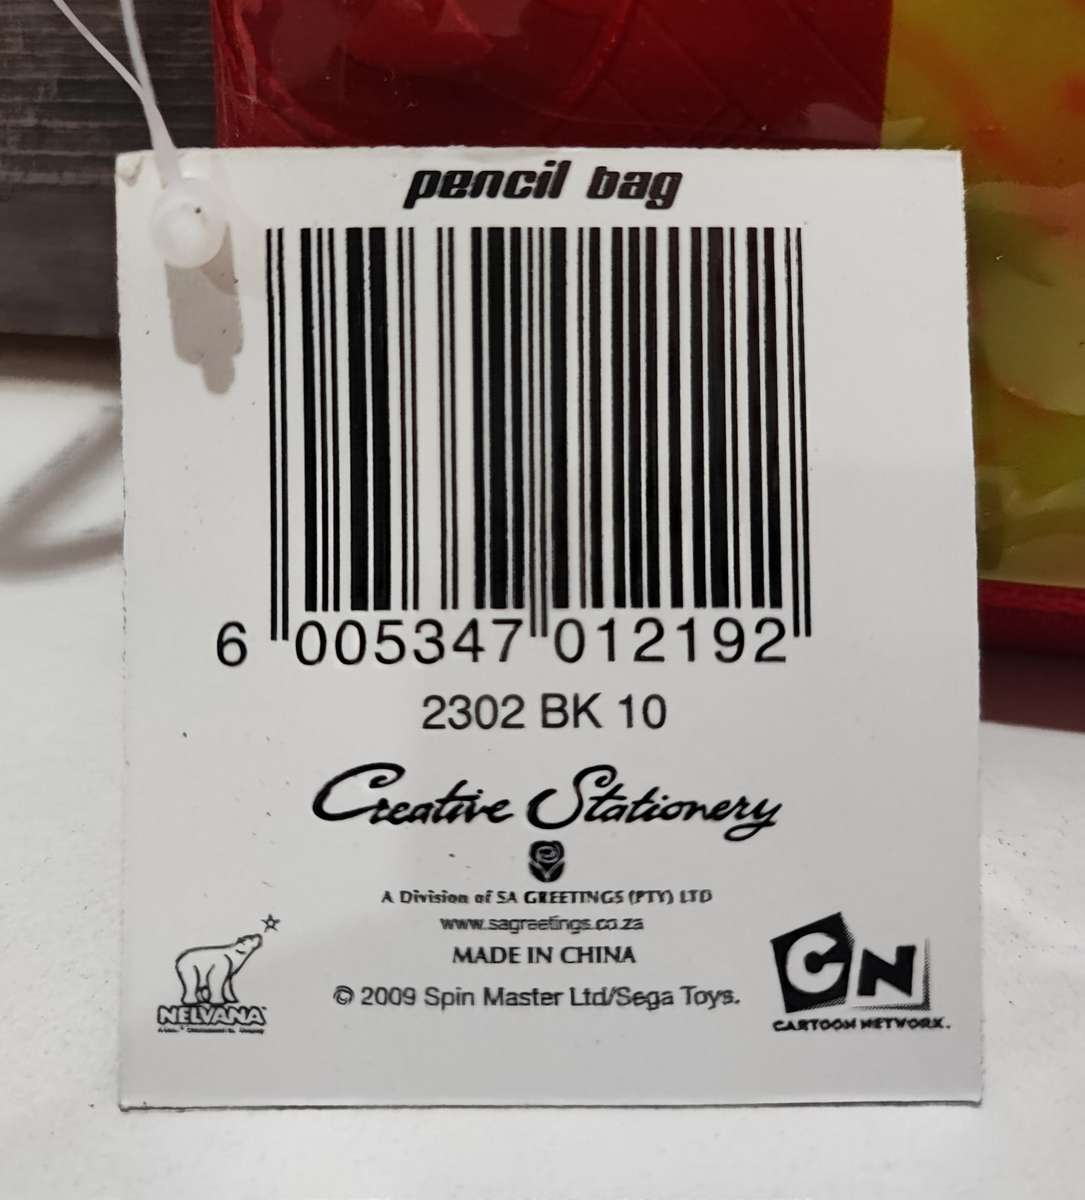 pencil bag
6 005347 012192
2302 BK 10
Creative Stationery
A Division of SA GREETINGS (PTY) LTD
www.sagreetings.co.za
MADE IN CHINA
© 2009 Spin Master Ltd/Sega Toys.
NELVANA
CN
CARTOON NETWORK.